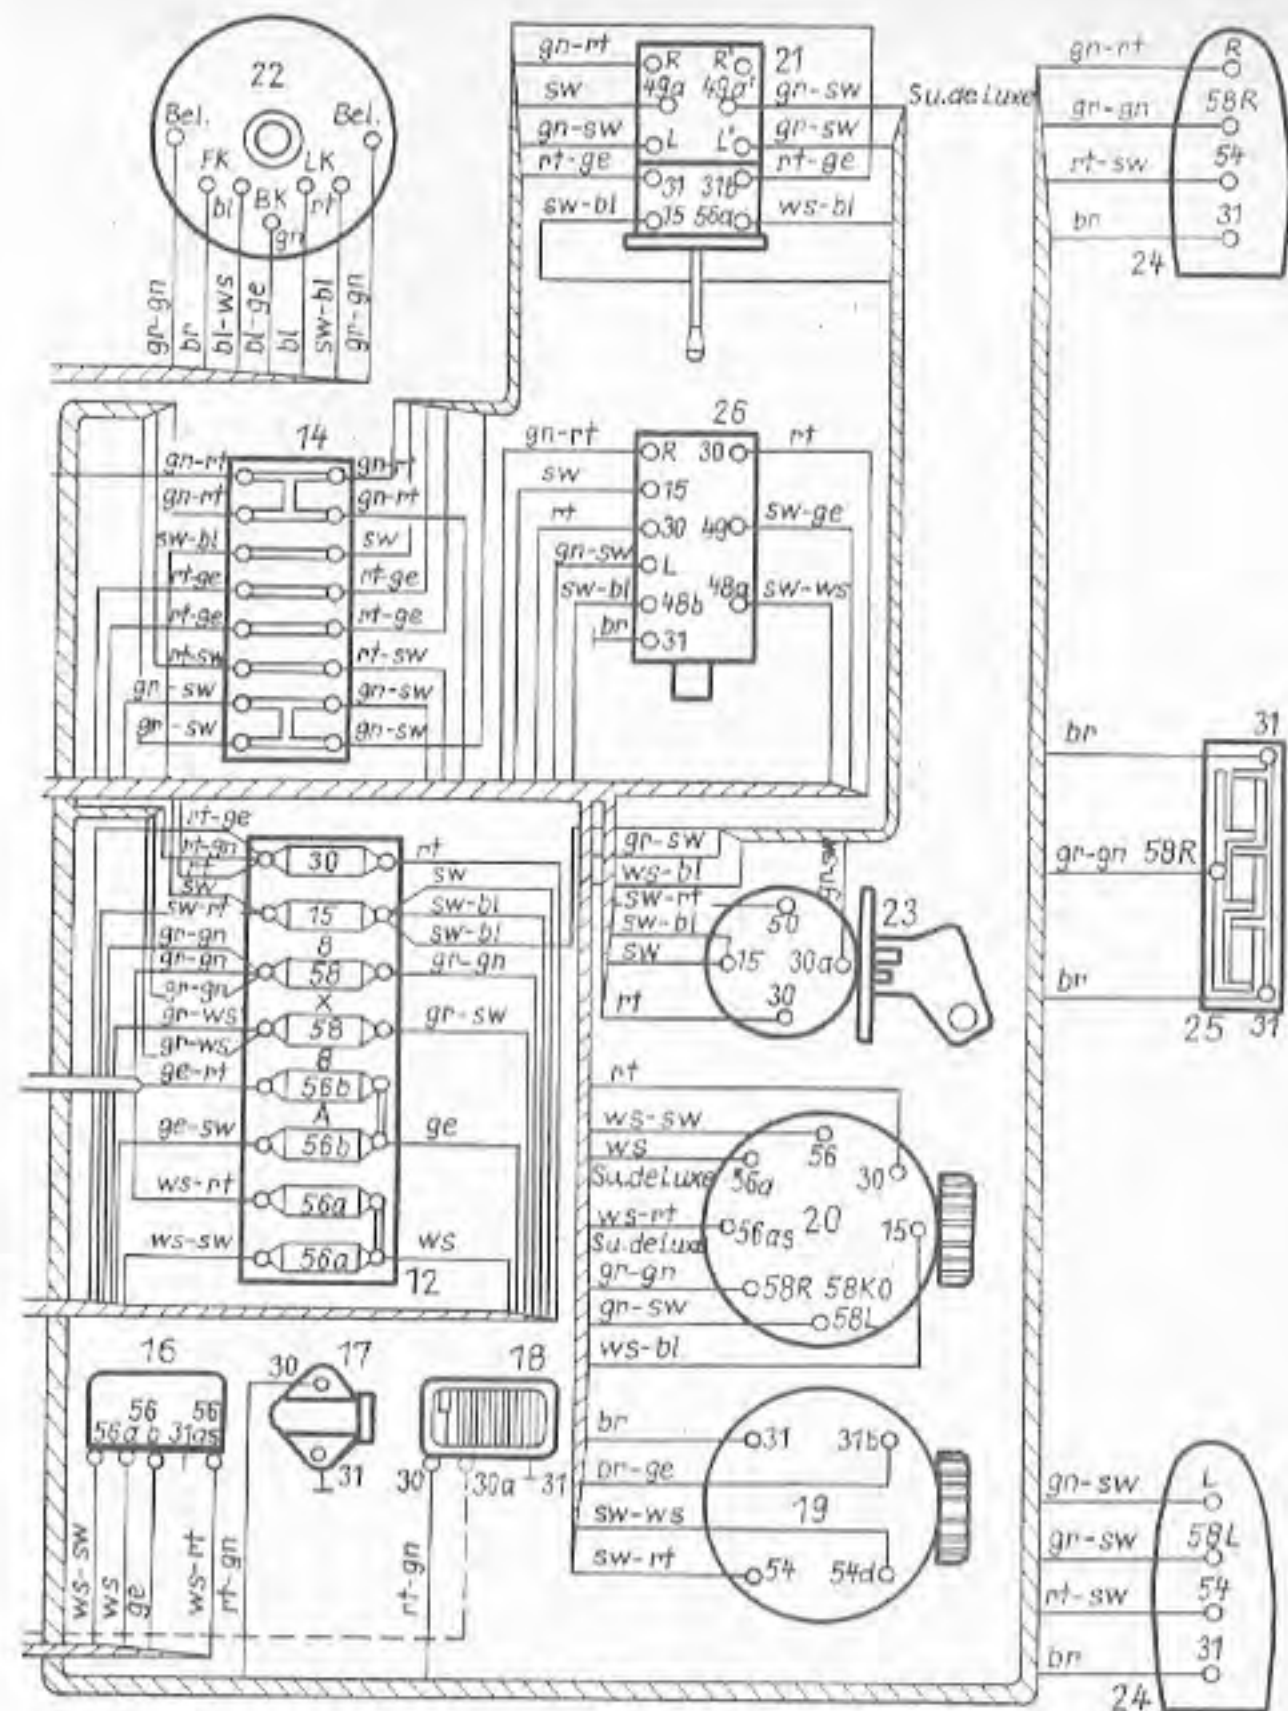 22
Bel.
Bel.
FK
LK
bl
BK
rt
gn
gr-gn
br
bl-ws
bl-ge
bl
sw-bl
gr-gn
gn-rt
R
R'
21
sw
49a
49a'
gr-sw
Su.de Luxe
gn-sw
L
L'
gr-sw
rt-ge
31
31b
rt-ge
sw-bl
15
56a
ws-bl
gn-rt
R
gr-gn
58R
rt-sw
54
br
31
24
14
gn-rt
gn-rt
gn-rt
gn-rt
sw-bl
sw
rt-ge
rt-ge
rt-ge
rt-ge
rt-sw
rt-sw
gn-sw
gn-sw
gr-sw
gn-sw
26
gn-rt
R
30
rt
sw
15
rt
30
49
sw-ge
gn-sw
L
sw-bl
48b
48a
sw-ws
br
31
br
31
gr-gn
58R
br
25
31
rt-ge
rt-gn
rt
30
rt
sw
sw
sw-rt
15
sw-bl
sw-bl
gr-gn
8
gr-gn
58
gr-gn
gr-gn
X
gr-ws
58
gr-sw
gr-ws
8
ge-rt
56b
A
ge-sw
56b
ge
ws-rt
56a
ws-sw
56a
ws
12
gr-sw
gr-sw
ws-bl
sw-rt
50
23
sw-bl
sw
15
30a
30
rt
rt
ws-sw
56
ws
56a
30
Su.de Luxe
ws-rt
56as
20
15
Su.de Luxe
gr-gn
58R
58KO
gr-sw
58L
ws-bl
16
56
56
56a
b
31
as
ws-sw
ws
ge
ws-rt
rt-gn
30
17
31
18
30
30a
31
rt-gn
br
31
31b
br-ge
19
sw-ws
sw-rt
54
54d
gn-sw
L
gr-sw
58L
rt-sw
54
br
31
24